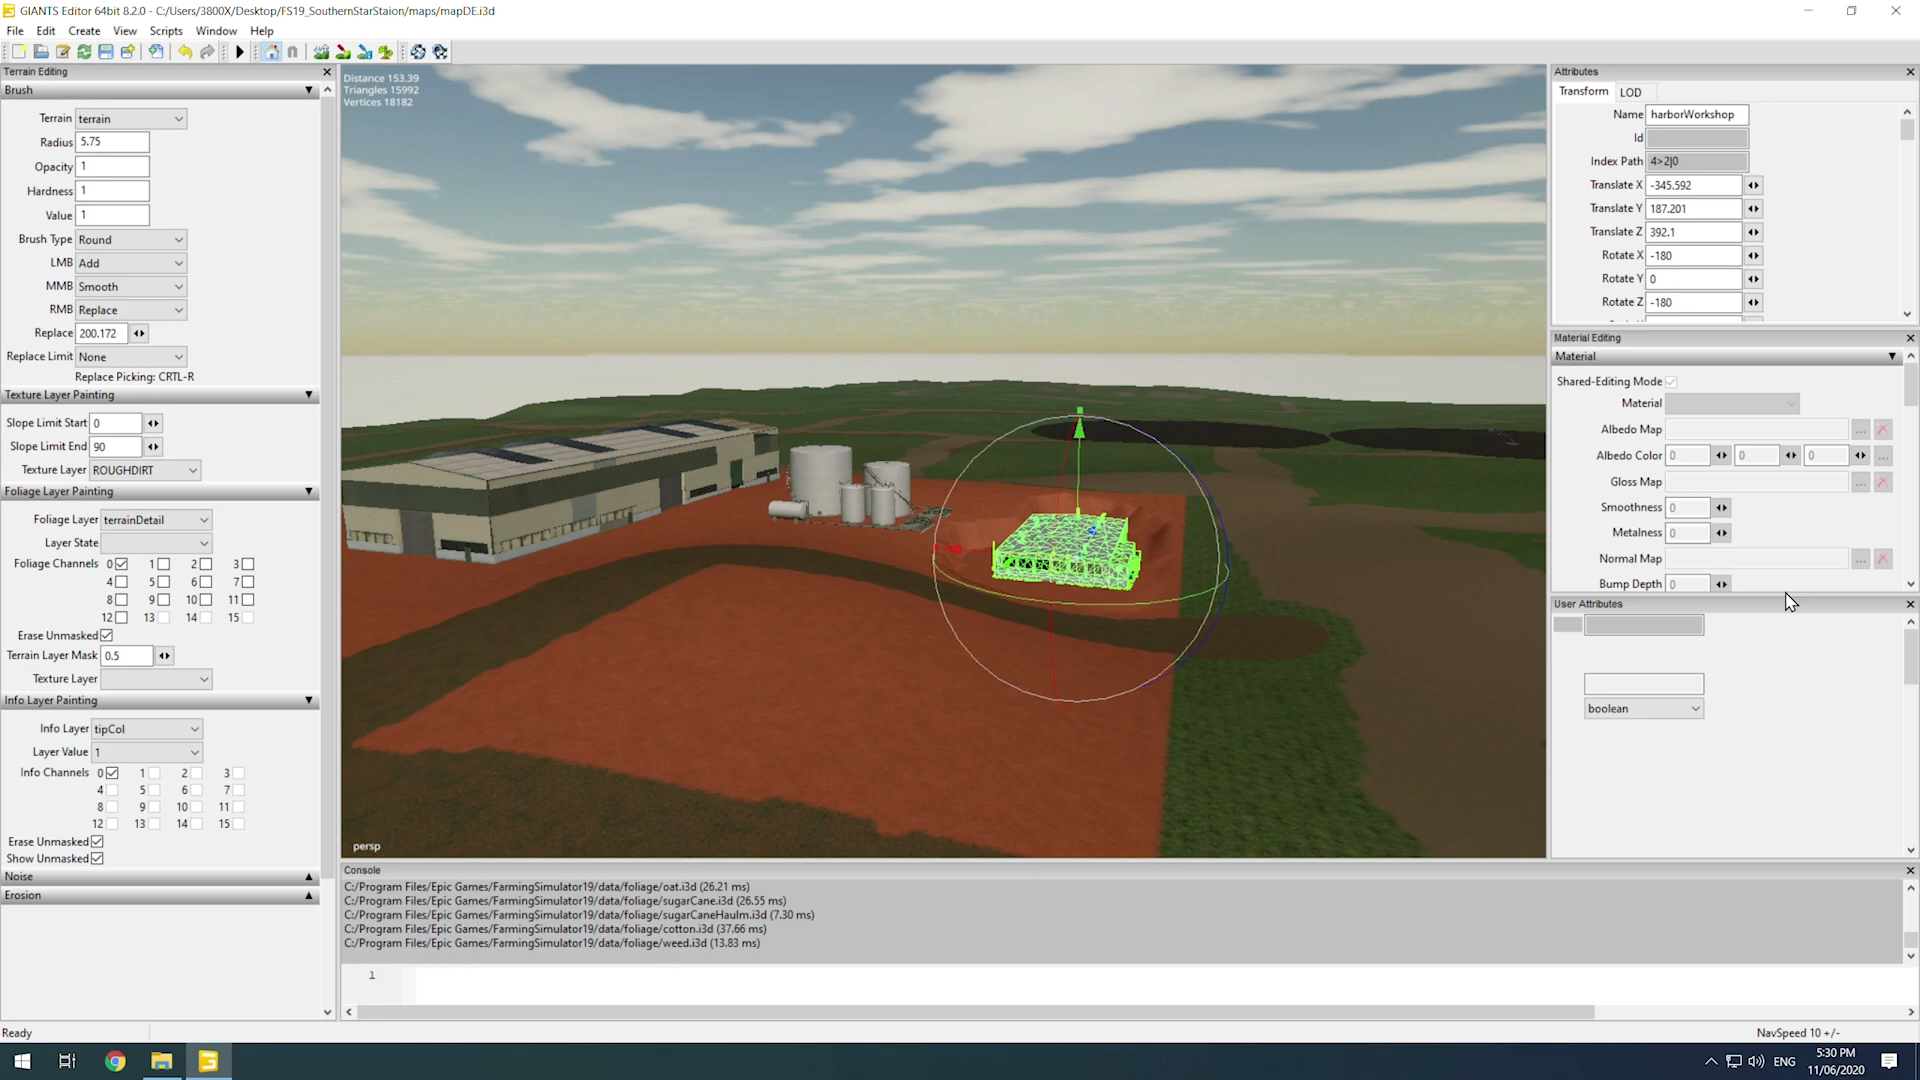 GIANTS Editor 64bit 8.2.0 - C:/Users/3800X/Desktop/FS19_SouthernStarStaion/maps/mapDE.i3d
File Edit Create View Scripts Window Help
Terrain Editing
Brush
Terrain terrain
Radius 5.75
Opacity 1
Hardness 1
Value 1
Brush Type Round
LMB Add
MMB Smooth
RMB Replace
Replace 200.172
Replace Limit None
Replace Picking: CRTL-R
Texture Layer Painting
Slope Limit Start 0
Slope Limit End 90
Texture Layer ROUGHDIRT
Foliage Layer Painting
Foliage Layer terrainDetail
Layer State
Foliage Channels 0 1 2 3
4 5 6 7
8 9 10 11
12 13 14 15
Erase Unmasked
Terrain Layer Mask 0.5
Texture Layer
Info Layer Painting
Info Layer tipCol
Layer Value 1
Info Channels 0 1 2 3
4 5 6 7
8 9 10 11
12 13 14 15
Erase Unmasked
Show Unmasked
Noise
Erosion
Distance 153.39
Triangles 15992
Vertices 18182
persp
Attributes
Transform LOD
Name harborWorkshop
Id
Index Path 4>2|0
Translate X -345.592
Translate Y 187.201
Translate Z 392.1
Rotate X -180
Rotate Y 0
Rotate Z -180
Material Editing
Material
Shared-Editing Mode
Material
Albedo Map ...
Albedo Color 0 0 0 ...
Gloss Map ...
Smoothness 0
Metalness 0
Normal Map ...
Bump Depth 0
User Attributes
boolean
Console
C:/Program Files/Epic Games/FarmingSimulator19/data/foliage/oat.i3d (26.21 ms)
C:/Program Files/Epic Games/FarmingSimulator19/data/foliage/sugarCane.i3d (26.55 ms)
C:/Program Files/Epic Games/FarmingSimulator19/data/foliage/sugarCaneHaulm.i3d (7.30 ms)
C:/Program Files/Epic Games/FarmingSimulator19/data/foliage/cotton.i3d (37.66 ms)
C:/Program Files/Epic Games/FarmingSimulator19/data/foliage/weed.i3d (13.83 ms)
1
Ready
NavSpeed 10 +/-
ENG
5:30 PM
11/06/2020